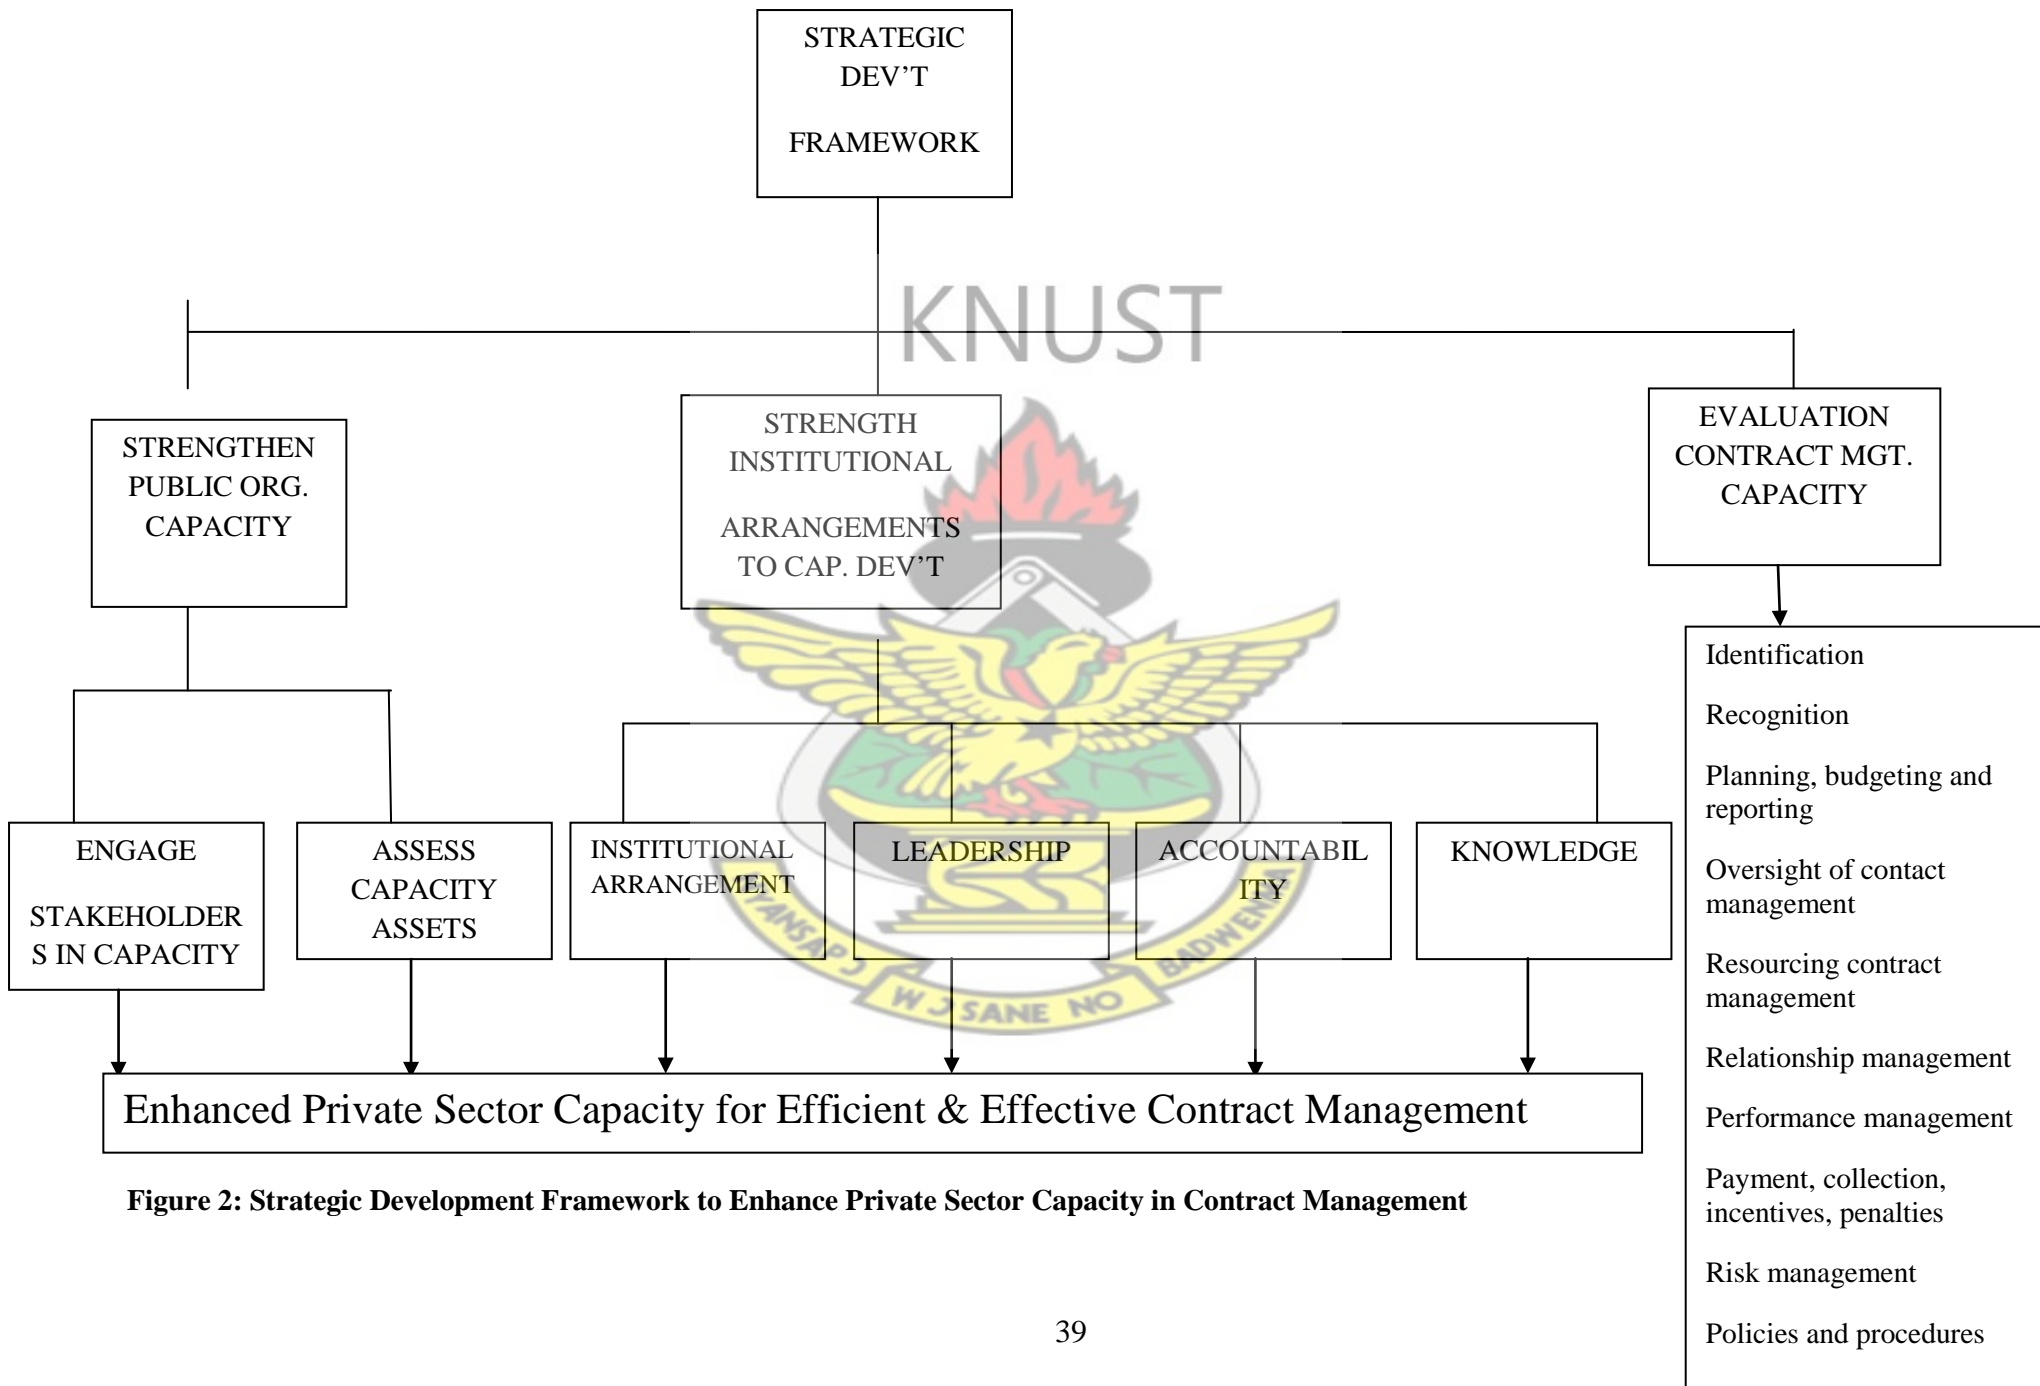 STRATEGIC
DEV’T
FRAMEWORK
KNUST
STRENGTHEN
PUBLIC ORG.
CAPACITY
STRENGTH
INSTITUTIONAL
ARRANGEMENTS
TO CAP. DEV’T
EVALUATION
CONTRACT MGT.
CAPACITY
ENGAGE
STAKEHOLDER
S IN CAPACITY
ASSESS
CAPACITY
ASSETS
INSTITUTIONAL
ARRANGEMENT
LEADERSHIP
ACCOUNTABIL
ITY
KNOWLEDGE
NYANSAPƆ
WƆSANE NO
BADWENMA
Identification
Recognition
Planning, budgeting and
reporting
Oversight of contact
management
Resourcing contract
management
Relationship management
Performance management
Payment, collection,
incentives, penalties
Risk management
Policies and procedures
Enhanced Private Sector Capacity for Efficient & Effective Contract Management
Figure 2: Strategic Development Framework to Enhance Private Sector Capacity in Contract Management
39